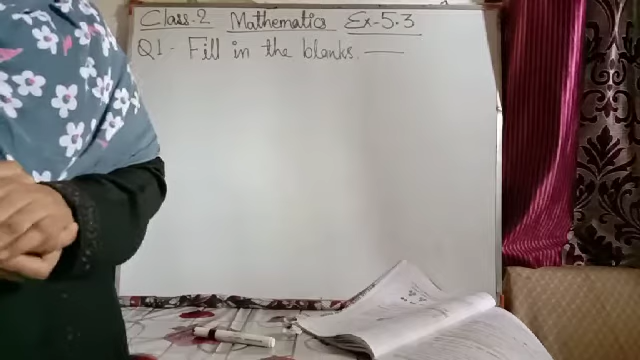 Class-2 Mathematics Ex-5.3
Q1- Fill in the blanks.